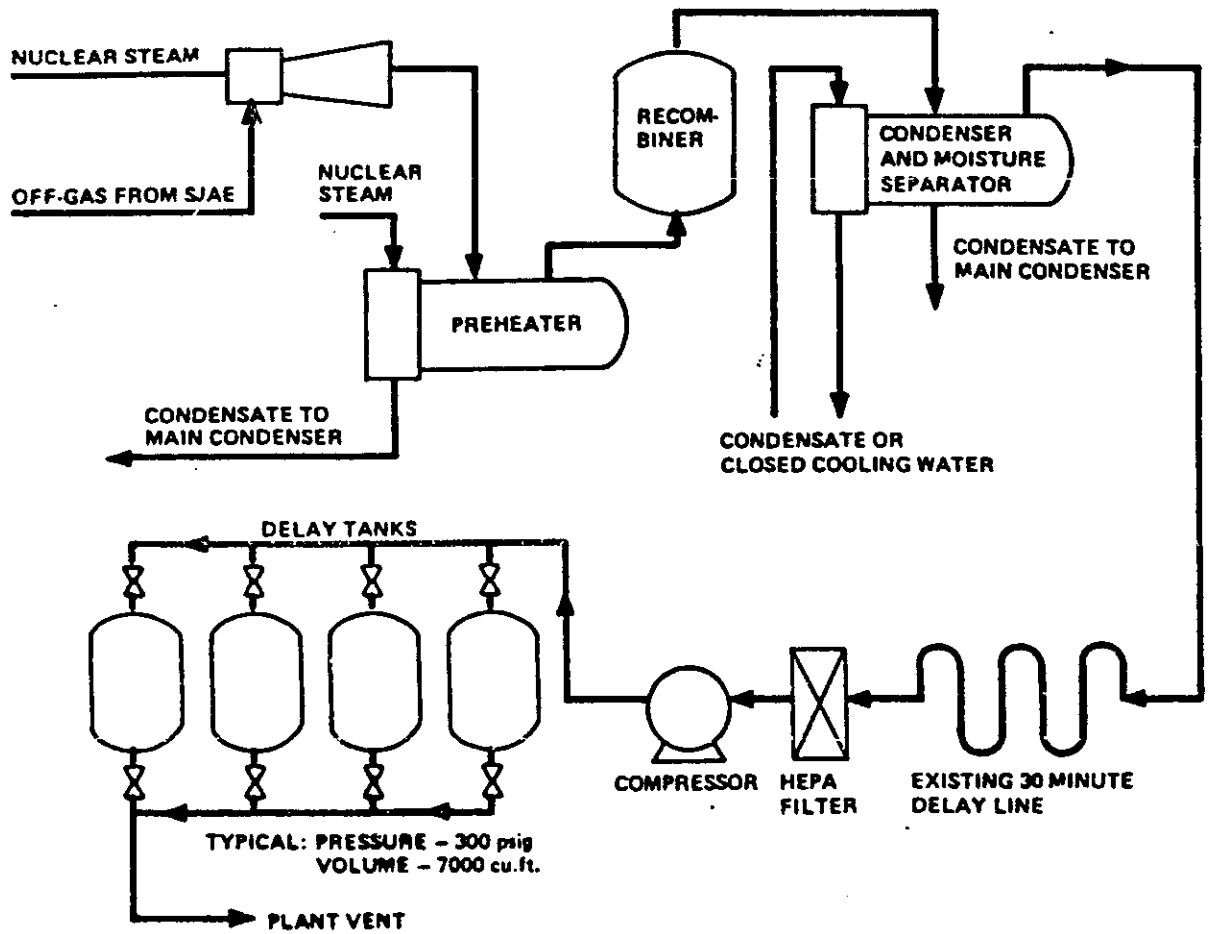 NUCLEAR STEAM
OFF-GAS FROM SJAE
NUCLEAR
STEAM
PREHEATER
CONDENSATE TO
MAIN CONDENSER
RECOM-
BINER
CONDENSER
AND MOISTURE
SEPARATOR
CONDENSATE TO
MAIN CONDENSER
CONDENSATE OR
CLOSED COOLING WATER
DELAY TANKS
COMPRESSOR
HEPA
FILTER
EXISTING 30 MINUTE
DELAY LINE
TYPICAL: PRESSURE – 300 psig
VOLUME – 7000 cu.ft.
PLANT VENT